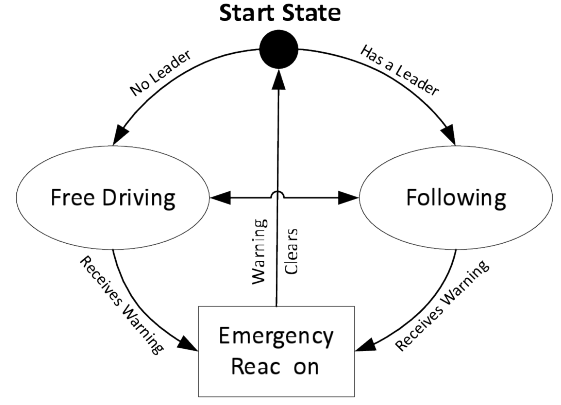 Start State
No Leader
Has a Leader
Free Driving
Following
Warning
Clears
Receives Warning
Receives Warning
Emergency
Reac on